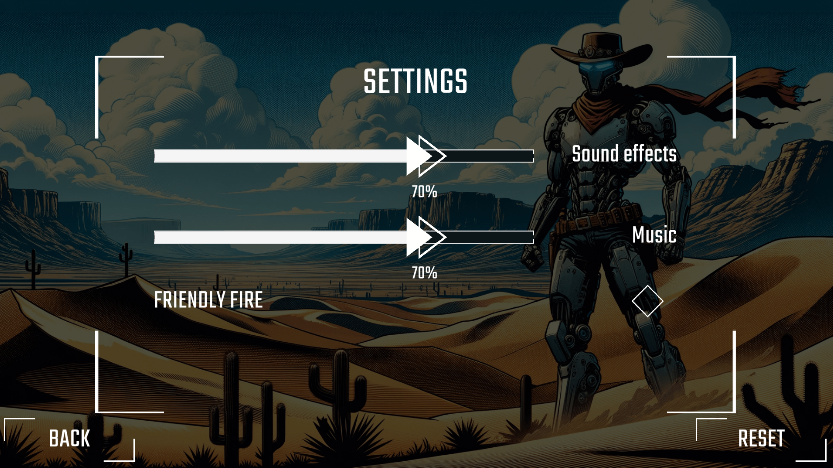 SETTINGS
Sound effects
70%
Music
70%
FRIENDLY FIRE
BACK
RESET